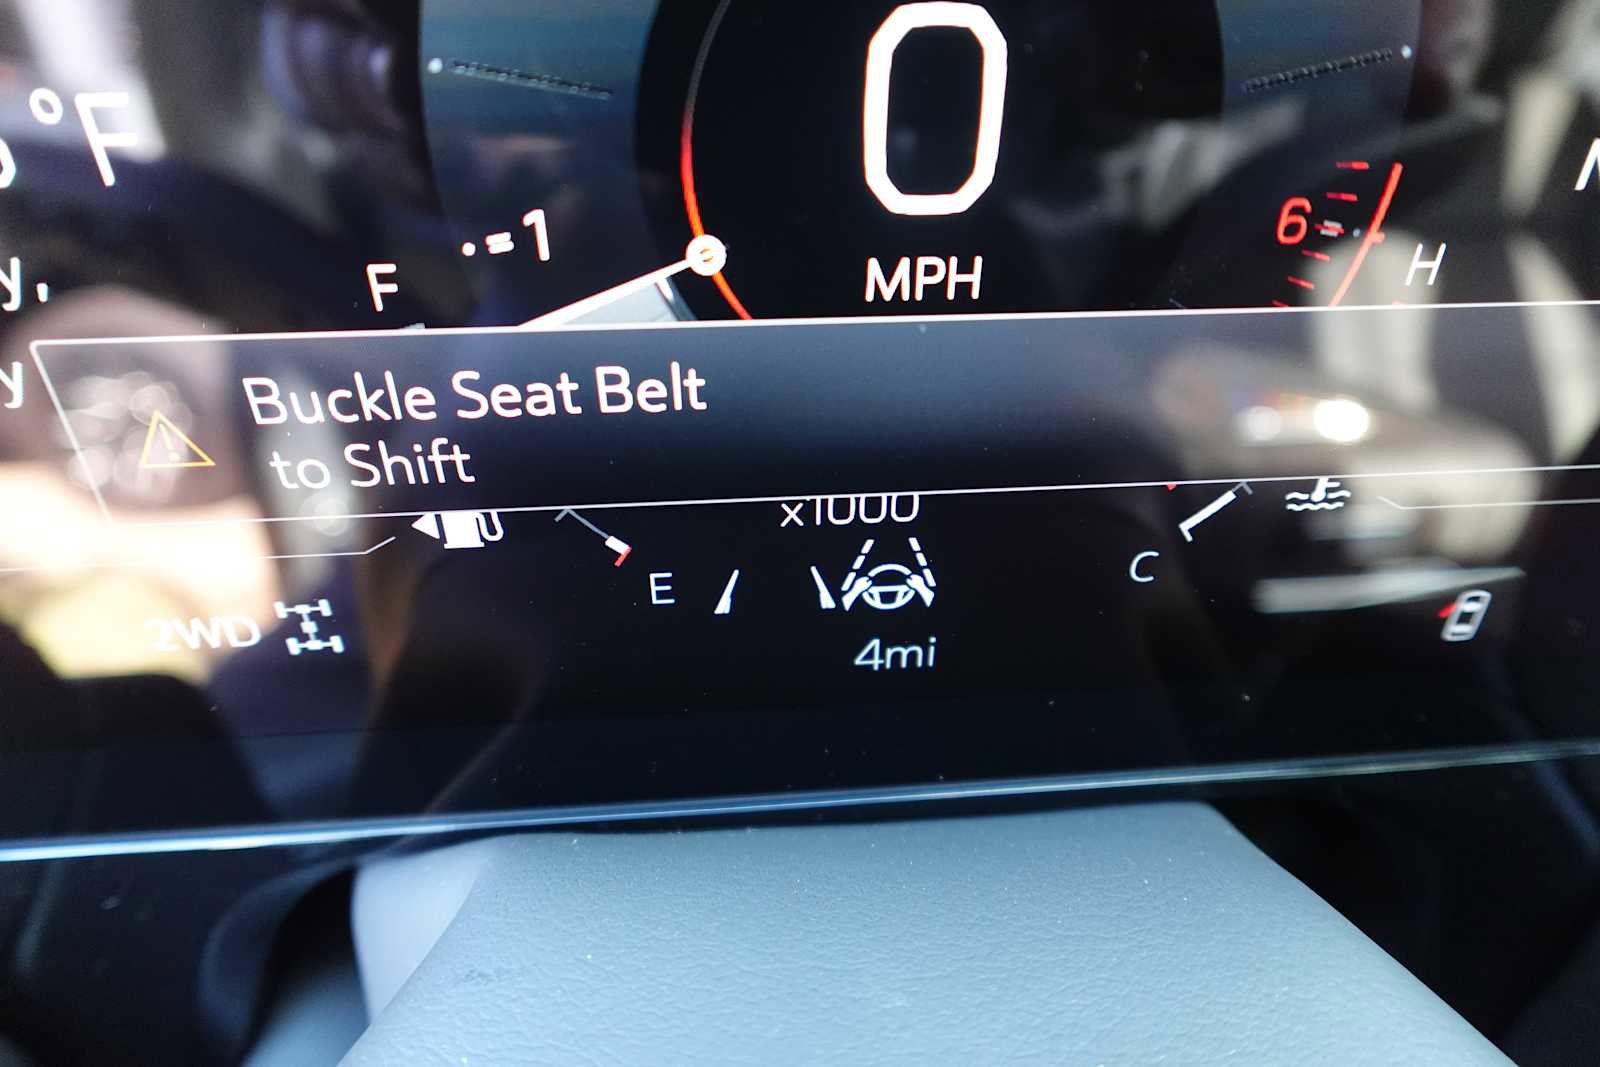 0
°F
1
6
F
MPH
H
y,
Buckle Seat Belt
y
to Shift
x1000
E
C
2WD
4mi